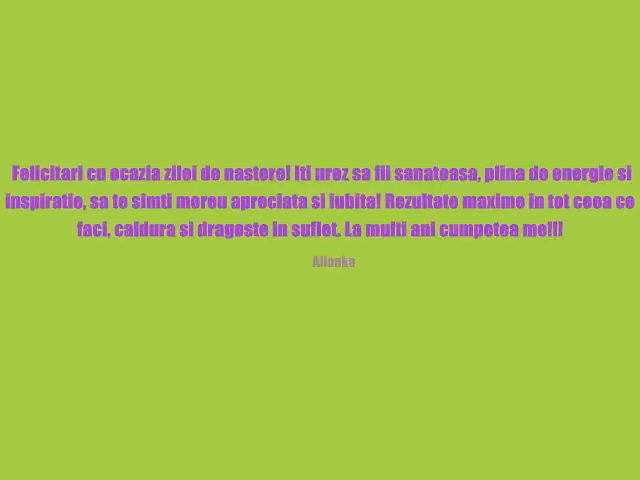 Felicitari cu ocazia zilei de nastere! Iti urez sa fii sanatoasa, plina de energie si
inspiratie, sa te simti mereu apreciata si iubita! Rezultate maxime in tot ceea ce
faci, caldura si dragoste in suflet. La multi ani cumpetea me!!!
Alionka